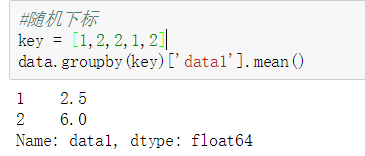 #随机下标
key = [1,2,2,1,2]
data.groupby(key)['data1'].mean()
1    2.5
2    6.0
Name: data1, dtype: float64